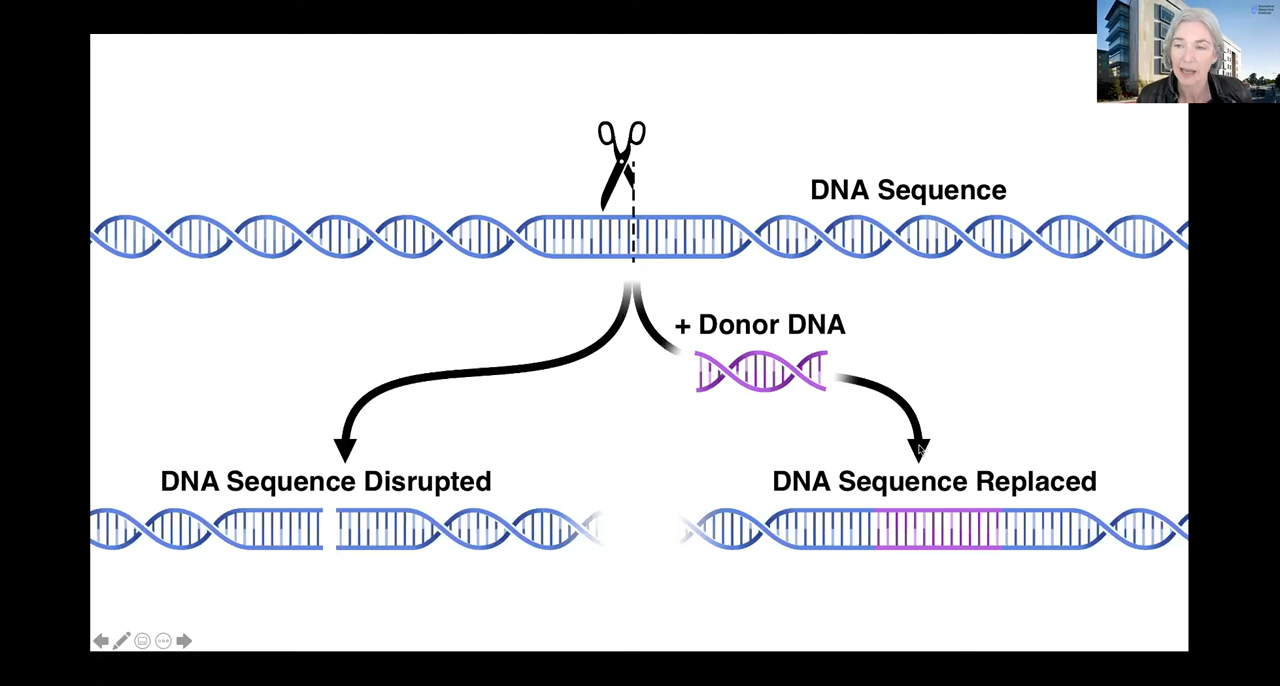 DNA Sequence
+ Donor DNA
DNA Sequence Disrupted
DNA Sequence Replaced